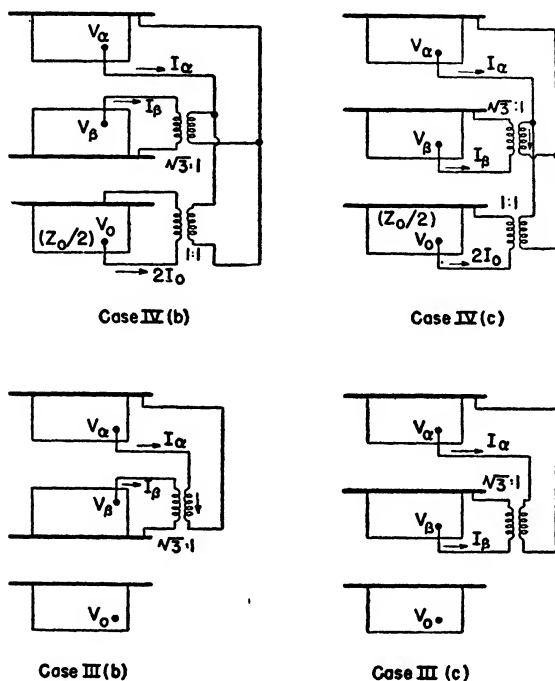 Vα
Iα
Iβ
Vβ
√3:1
(Z₀/2)
V₀
1:1
2I₀
Case IV (b)
Vα
Iα
√3:1
Vβ
Iβ
1:1
(Z₀/2)
V₀
2I₀
Case IV (c)
Vα
Iα
Iβ
Vβ
√3:1
V₀
Case III (b)
Vα
Iα
√3:1
Vβ
Iβ
V₀
Case III (c)